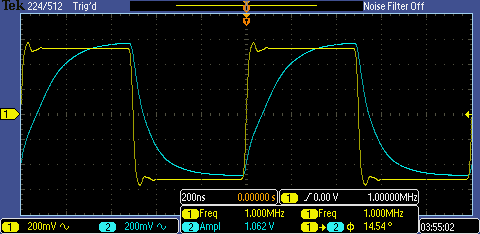 Tek 224/512 Trig'd Noise Filter Off
1
200ns 0.00000 s 1 0.00 V 1.00000MHz
1 Freq 1.000MHz 1 Freq 1.000MHz
1 200mV 2 200mV 2 Ampl 1.062 V 1 2 ϕ 14.54 ° 03:55:02